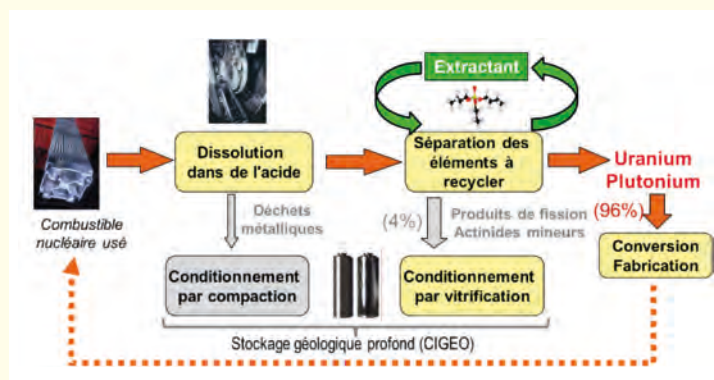 Extractant
Combustible
nucléaire usé
Dissolution
dans de l'acide
Séparation des
éléments à
recycler
Uranium
Plutonium
Déchets
métalliques
(4%)
Produits de fission
Actinides mineurs
(96%)
Conditionnement
par compaction
Conditionnement
par vitrification
Conversion
Fabrication
Stockage géologique profond (CIGEO)